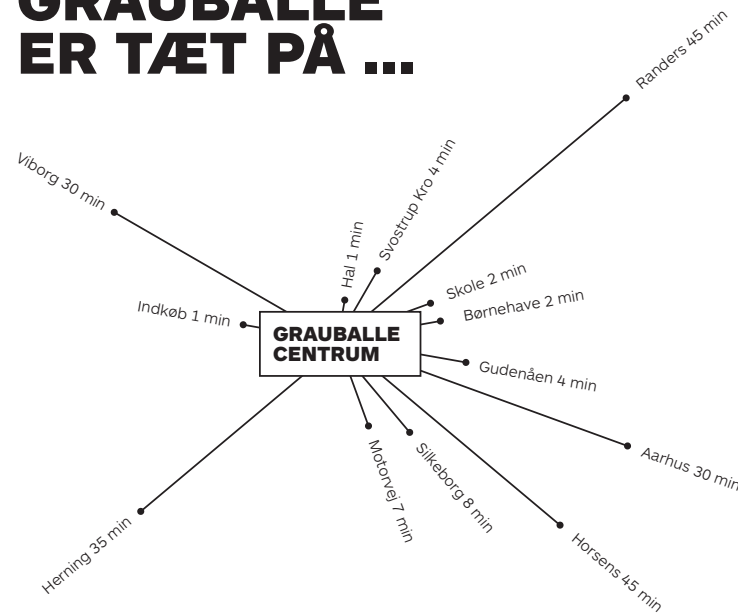 GRAUBALLE
ER TÆT PÅ ...
Randers 45 min
Viborg 30 min
Svostrup Kro 4 min
Hal 1 min
Skole 2 min
Børnehave 2 min
Indkøb 1 min
GRAUBALLE
CENTRUM
Gudenåen 4 min
Aarhus 30 min
Motorvej 7 min
Silkeborg 8 min
Herning 35 min
Horsens 45 min